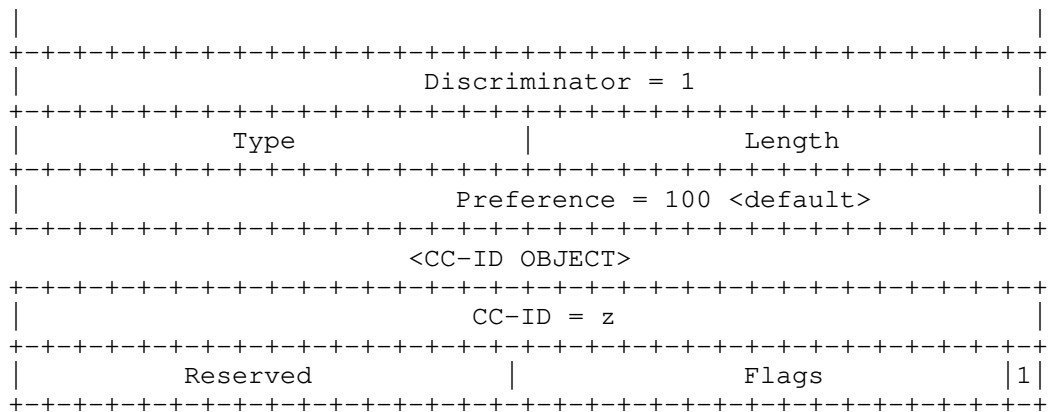 |                                                               |
+-+-+-+-+-+-+-+-+-+-+-+-+-+-+-+-+-+-+-+-+-+-+-+-+-+-+-+-+-+-+-+-+
|                         Discriminator = 1                     |
+-+-+-+-+-+-+-+-+-+-+-+-+-+-+-+-+-+-+-+-+-+-+-+-+-+-+-+-+-+-+-+-+
|             Type              |             Length            |
+-+-+-+-+-+-+-+-+-+-+-+-+-+-+-+-+-+-+-+-+-+-+-+-+-+-+-+-+-+-+-+-+
|                           Preference = 100 <default>          |
+-+-+-+-+-+-+-+-+-+-+-+-+-+-+-+-+-+-+-+-+-+-+-+-+-+-+-+-+-+-+-+-+
                        <CC-ID OBJECT>
+-+-+-+-+-+-+-+-+-+-+-+-+-+-+-+-+-+-+-+-+-+-+-+-+-+-+-+-+-+-+-+-+
|                            CC-ID = z                          |
+-+-+-+-+-+-+-+-+-+-+-+-+-+-+-+-+-+-+-+-+-+-+-+-+-+-+-+-+-+-+-+-+
|          Reserved            |              Flags           |1|
+-+-+-+-+-+-+-+-+-+-+-+-+-+-+-+-+-+-+-+-+-+-+-+-+-+-+-+-+-+-+-+-+